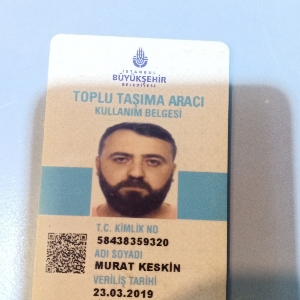 İSTANBUL
BÜYÜKŞEHİR
BELEDİYESİ
TOPLU TAŞIMA ARACI
KULLANIM BELGESİ
T.C. KİMLİK NO
58438359320
ADI SOYADI
MURAT KESKİN
VERİLİŞ TARİHİ
23.03.2019